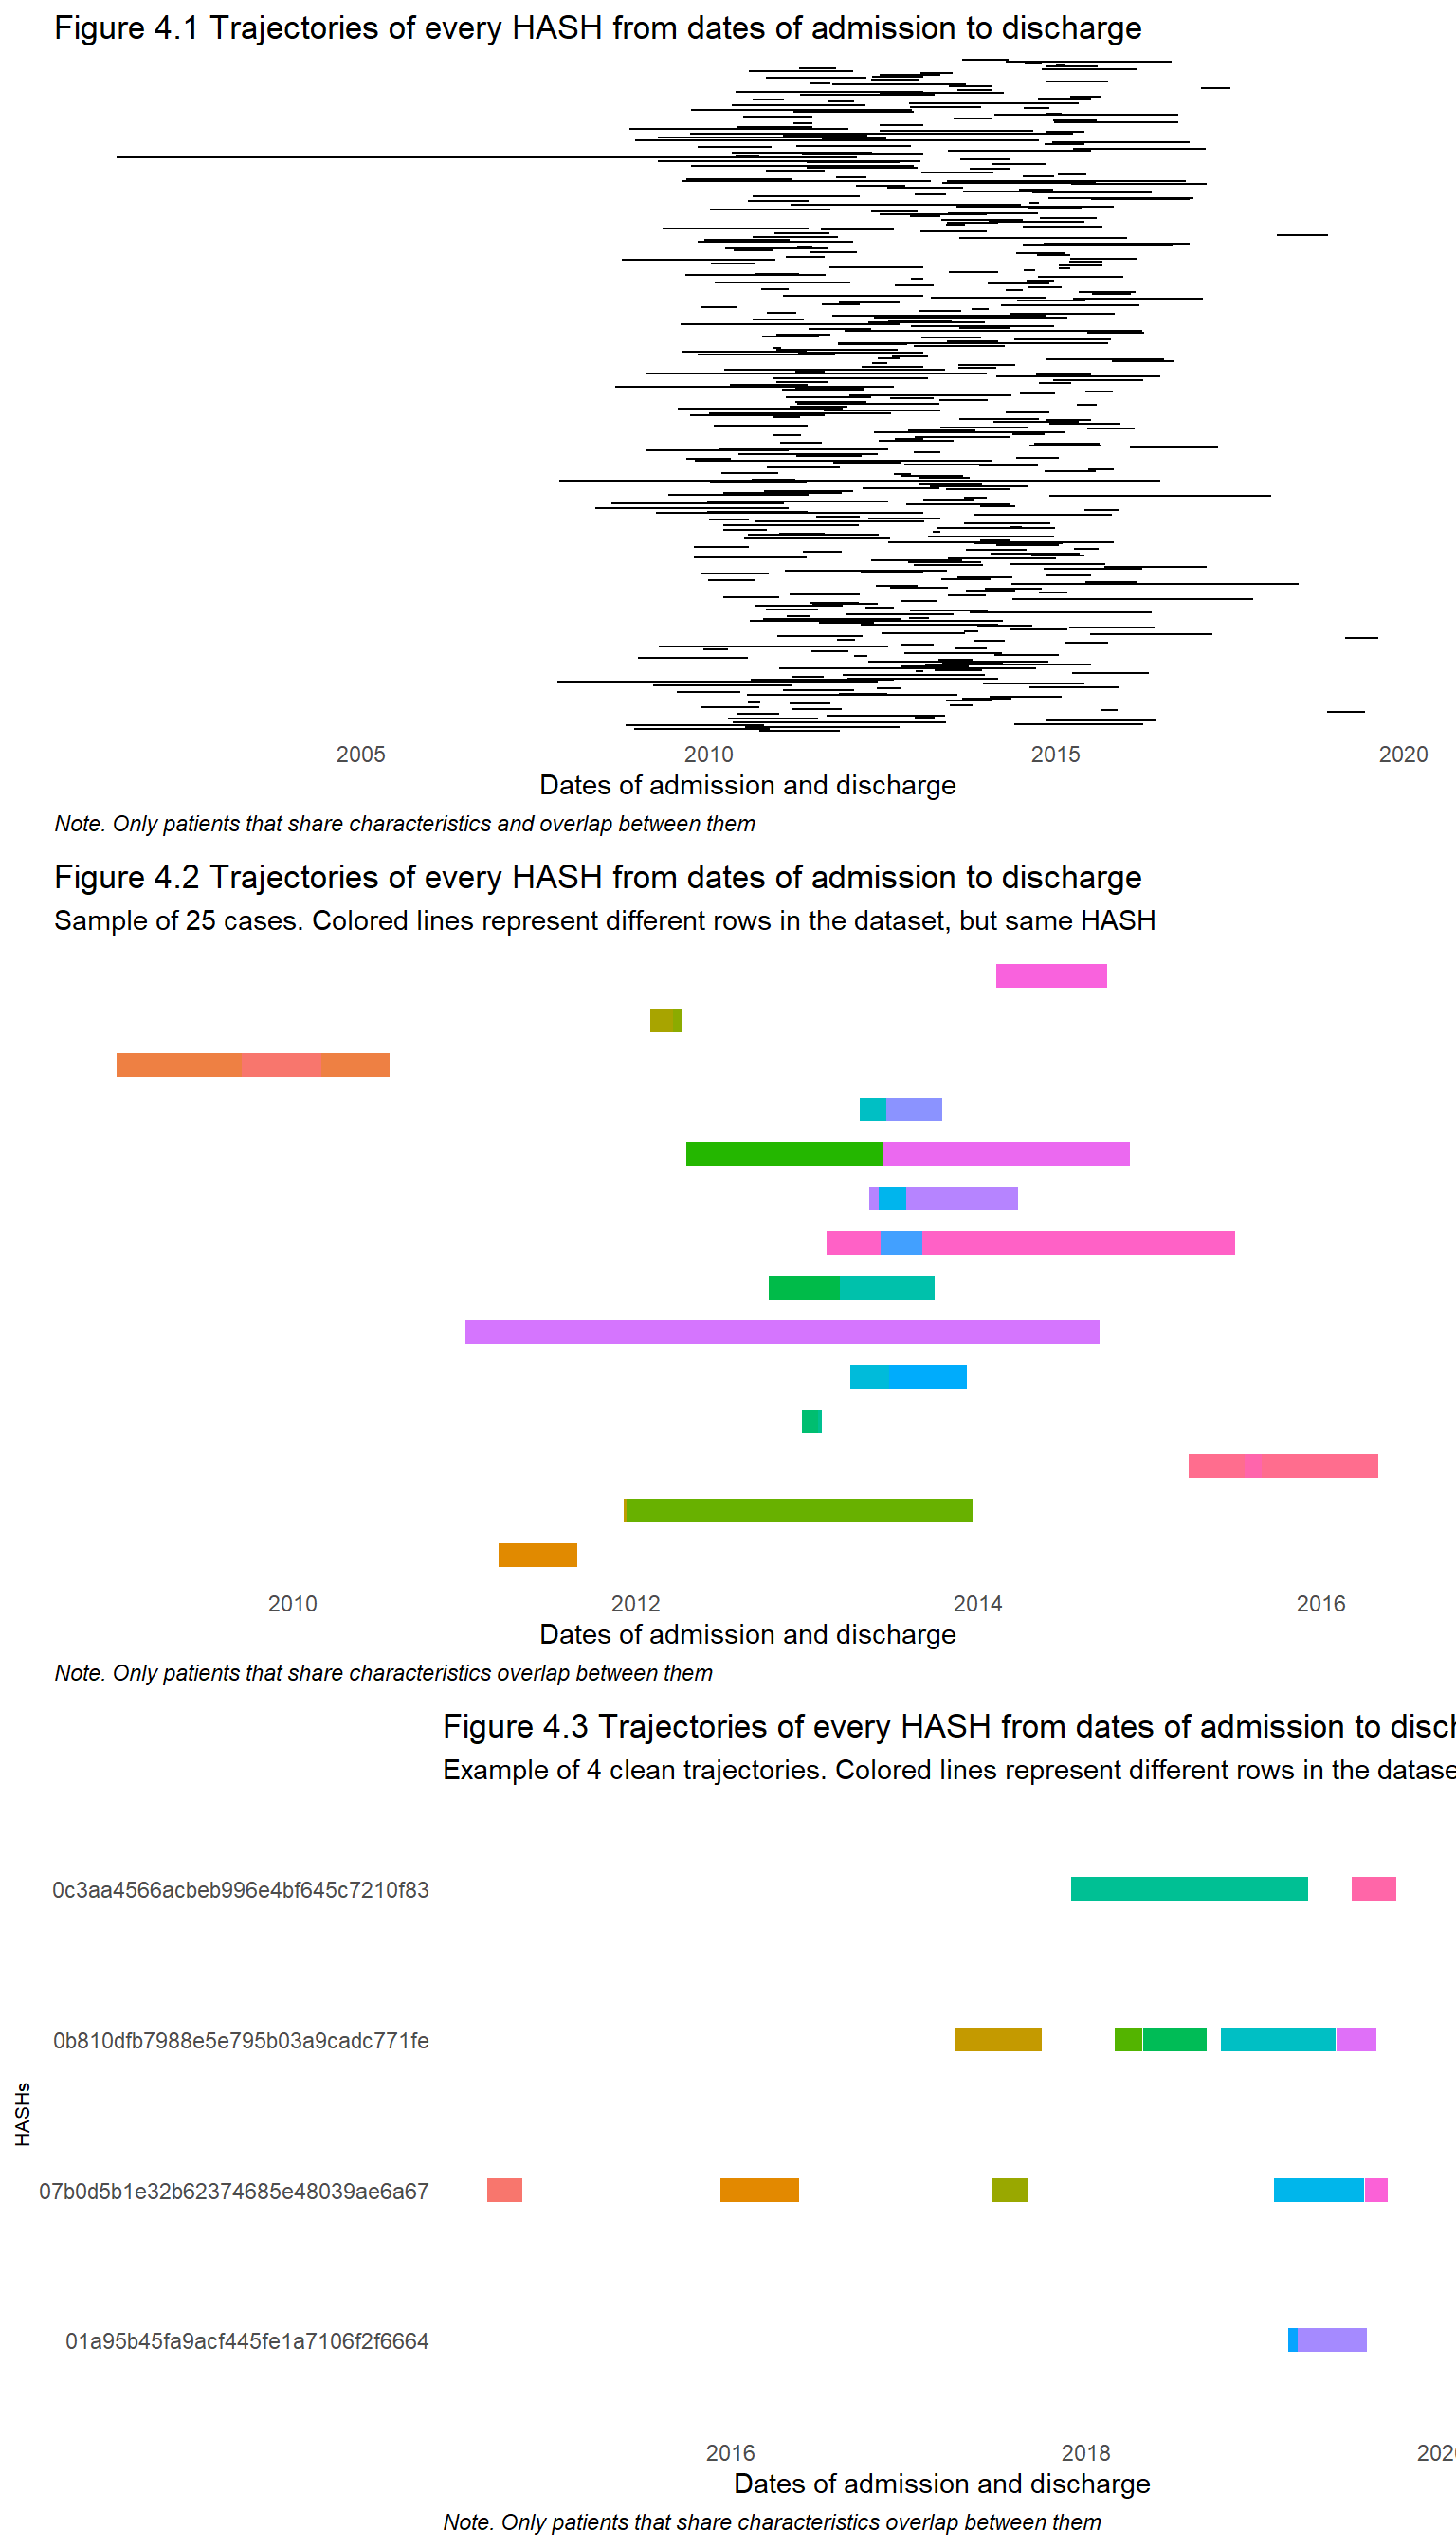 Figure 4.1 Trajectories of every HASH from dates of admission to discharge
2005 2010 2015 2020
Dates of admission and discharge
Note. Only patients that share characteristics and overlap between them
Figure 4.2 Trajectories of every HASH from dates of admission to discharge
Sample of 25 cases. Colored lines represent different rows in the dataset, but same HASH
2010 2012 2014 2016
Dates of admission and discharge
Note. Only patients that share characteristics overlap between them
Figure 4.3 Trajectories of every HASH from dates of admission to disch
Example of 4 clean trajectories. Colored lines represent different rows in the datase
0c3aa4566acbeb996e4bf645c7210f83
0b810dfb7988e5e795b03a9cadc771fe
HASHs
07b0d5b1e32b62374685e48039ae6a67
01a95b45fa9acf445fe1a7106f2f6664
2016 2018 202
Dates of admission and discharge
Note. Only patients that share characteristics overlap between them